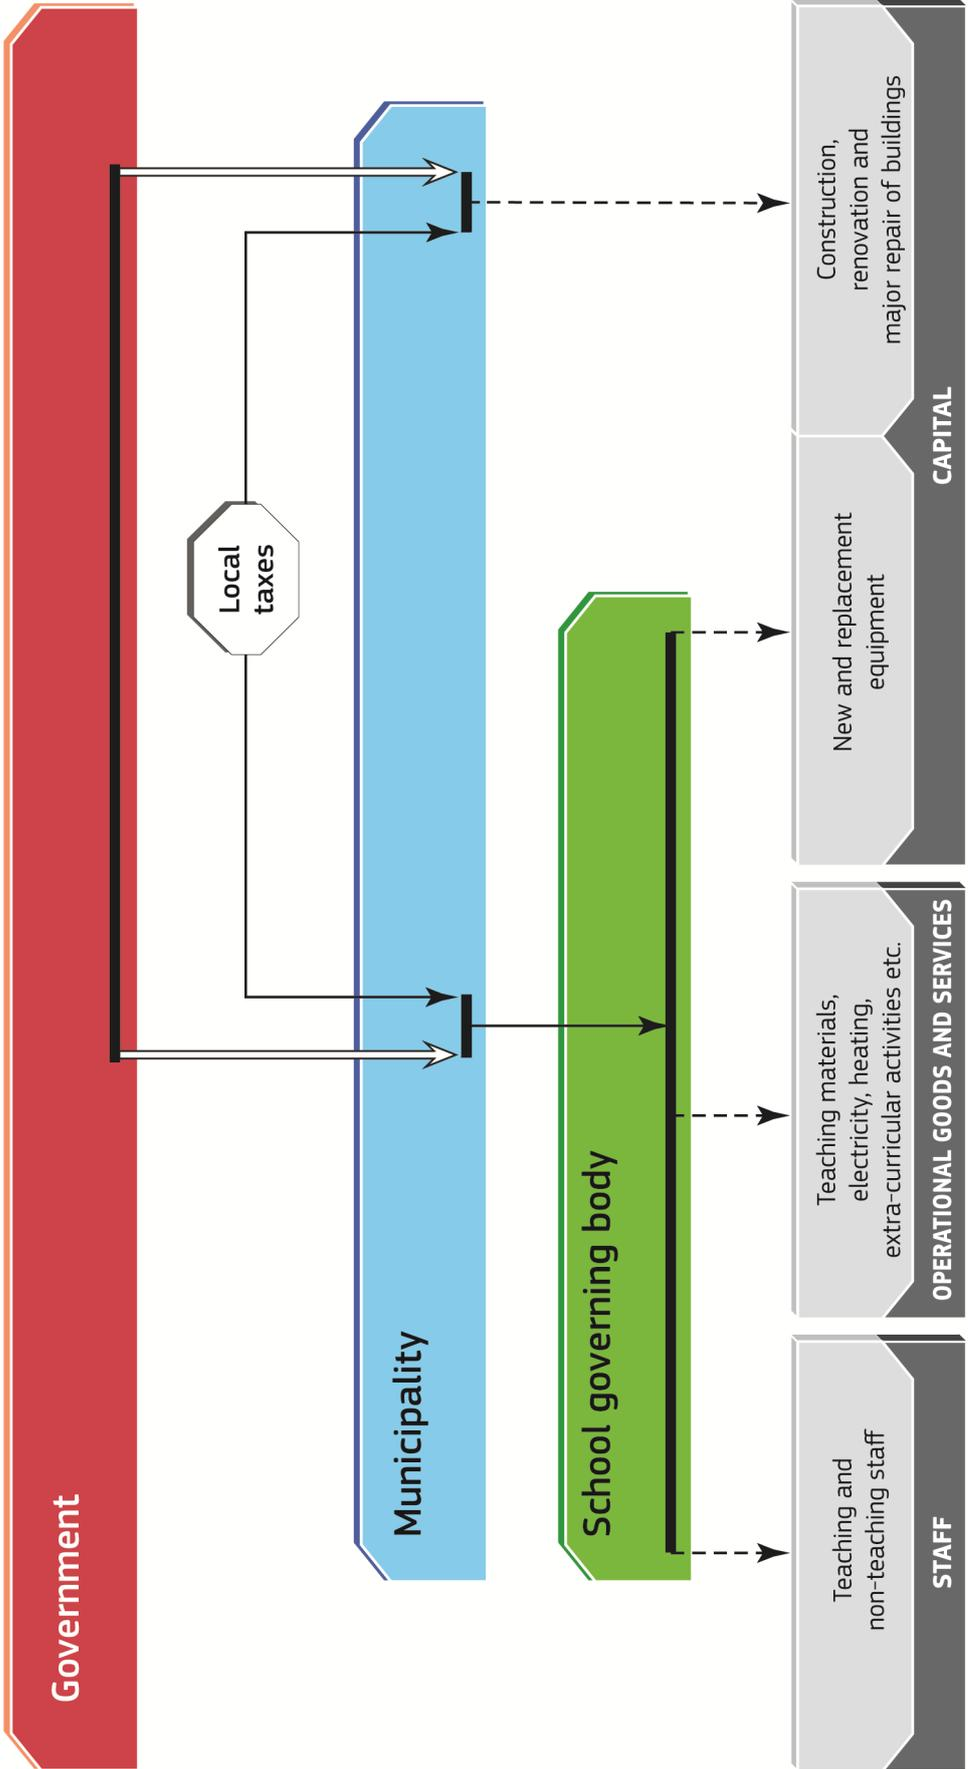 Government
Local
taxes
Municipality
School governing body
Teaching and
non-teaching staff
STAFF
Teaching materials,
electricity, heating,
extra-curricular activities etc.
OPERATIONAL GOODS AND SERVICES
New and replacement
equipment
Construction,
renovation and
major repair of buildings
CAPITAL